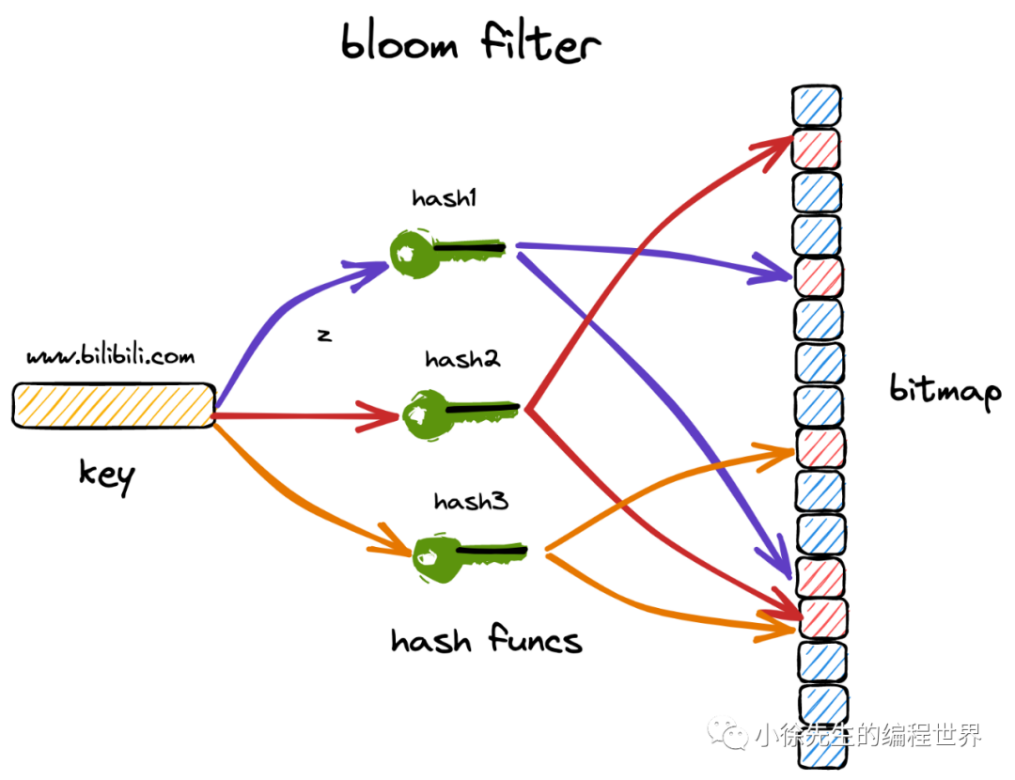 bloom filter
hash1
z
www.bilibili.com
hash2
bitmap
key
hash3
hash funcs
小徐先生的编程世界